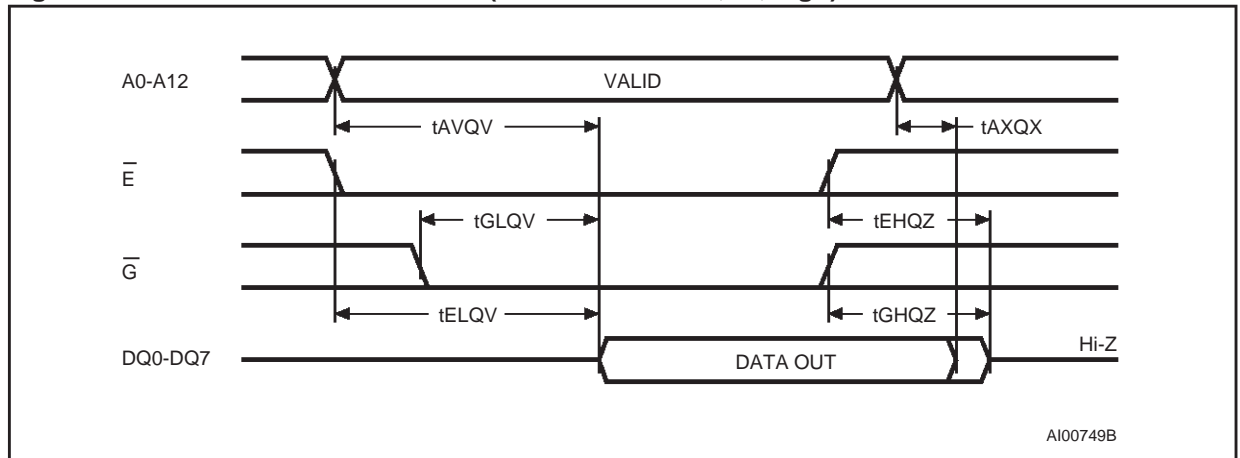 A0-A12
VALID
tAVQV
tAXQX
E
tGLQV
tEHQZ
G
tELQV
tGHQZ
DQ0-DQ7
DATA OUT
Hi-Z
AI00749B